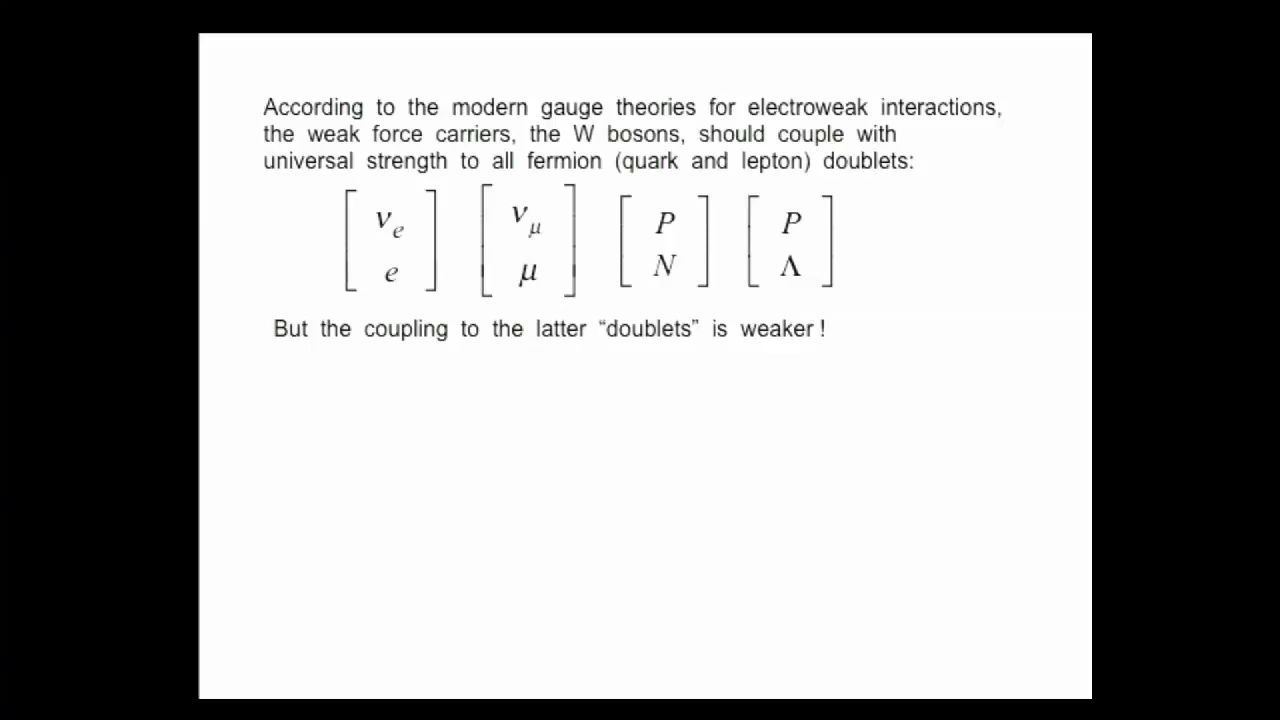 According to the modern gauge theories for electroweak interactions,
the weak force carriers, the W bosons, should couple with
universal strength to all fermion (quark and lepton) doublets:
[ν_e e] [ν_μ μ] [P N] [P Λ]
But the coupling to the latter “doublets” is weaker !